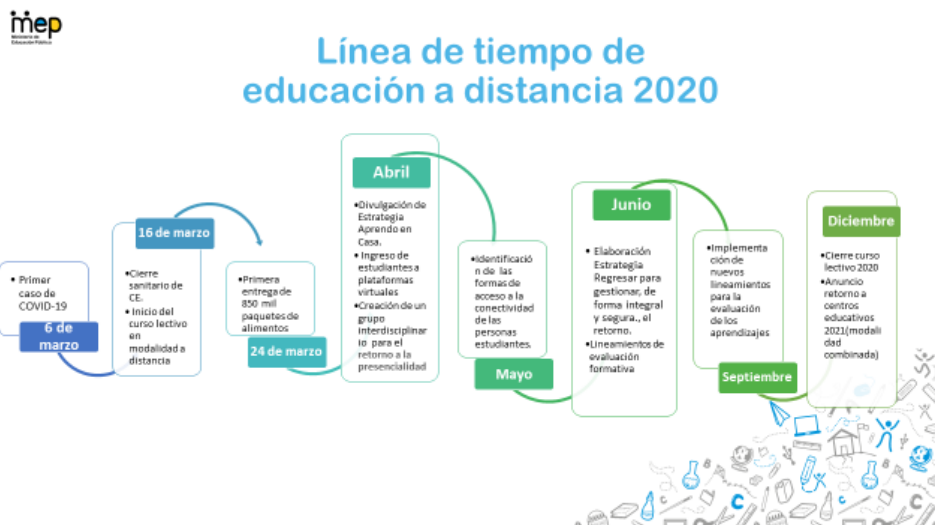 mep
Ministerio de
Educación Pública
Línea de tiempo de
educación a distancia 2020
• Primer
caso de
COVID-19
6 de
marzo
16 de marzo
•Cierre
sanitario de
CE.
• Inicio del
curso lectivo
en
modalidad a
distancia
•Primera
entrega de
850 mil
paquetes de
alimentos
24 de marzo
Abril
•Divulgación de
Estrategia
Aprendo en
Casa.
• Ingreso de
estudiantes a
plataformas
virtuales
•Creación de un
grupo
interdisciplinar
io para el
retorno a la
presencialidad
•Identificació
n de las
formas de
acceso a la
conectividad
de las
personas
estudiantes.
Mayo
Junio
• Elaboración
Estrategia
Regresar para
gestionar, de
forma integral
y segura., el
retorno.
•Lineamientos de
evaluación
formativa
•Implementa
ción de
nuevos
lineamientos
para la
evaluación
de los
aprendizajes
Septiembre
Diciembre
•Cierre curso
lectivo 2020
•Anuncio
retorno a
centros
educativos
2021(modali
dad
combinada)